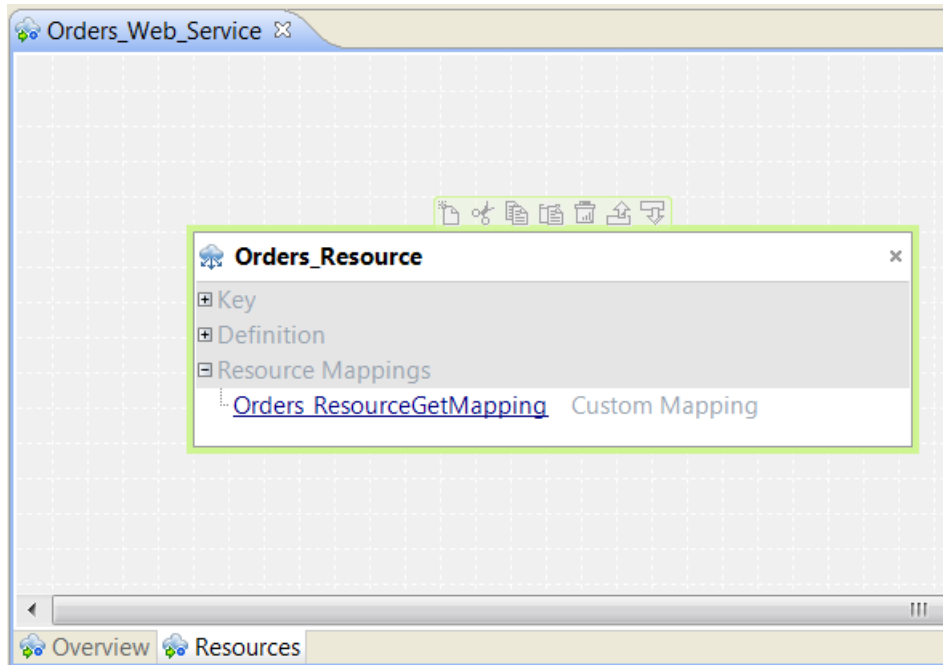 Orders_Web_Service
Orders_Resource
Key
Definition
Resource Mappings
Orders_ResourceGetMapping Custom Mapping
Overview Resources